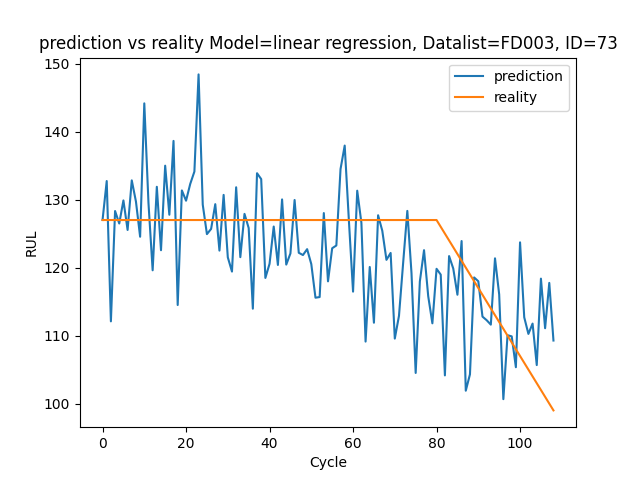 prediction vs reality Model=linear regression, Datalist=FD003, ID=73
prediction
reality
RUL
150
140
130
120
110
100
0 20 40 60 80 100
Cycle